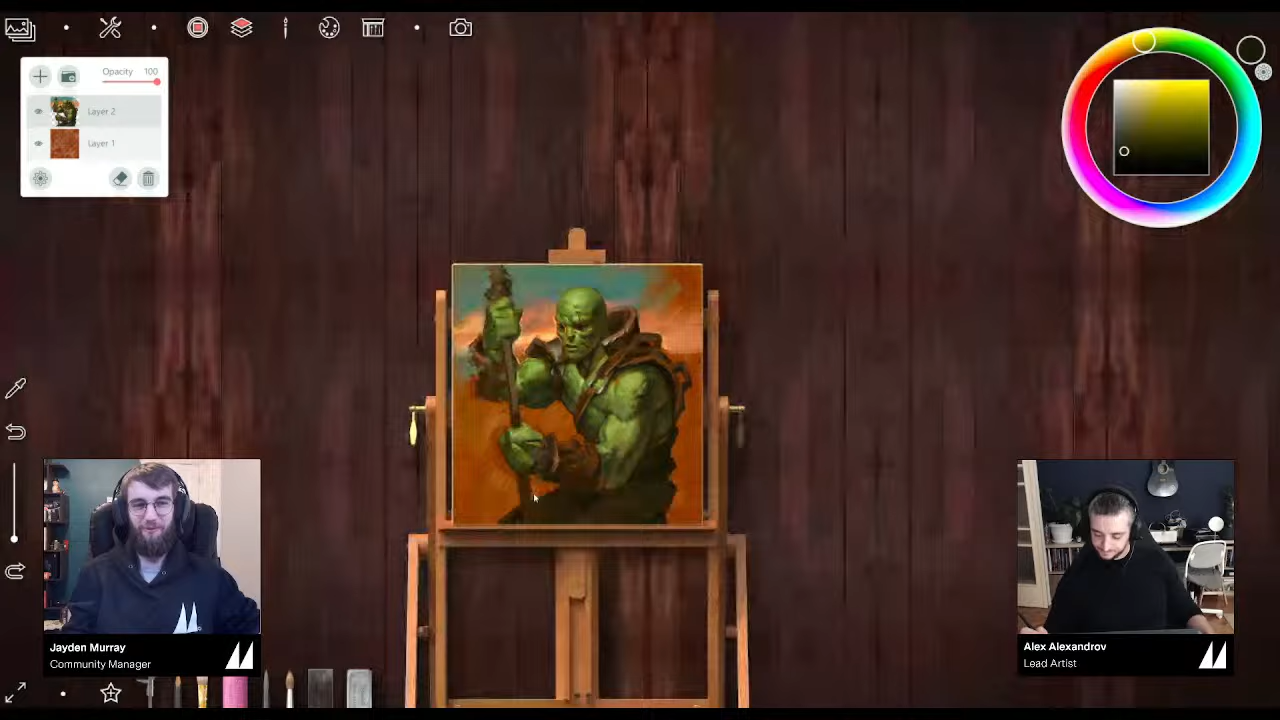 Opacity 100
Layer 2
Layer 1
Jayden Murray
Community Manager
Alex Alexandrov
Lead Artist